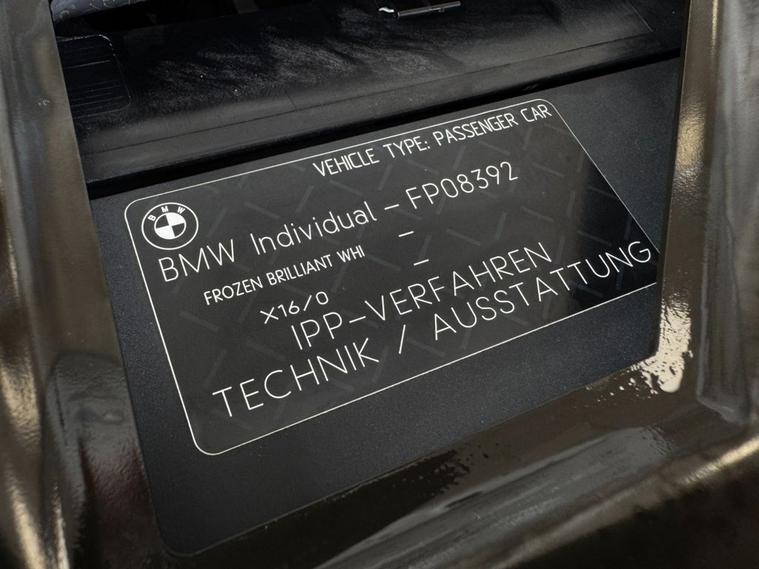 VEHICLE TYPE: PASSENGER CAR
BMW
BMW Individual – FP08392
FROZEN BRILLIANT WHI –
X16/0 –
IPP-VERFAHREN
TECHNIK / AUSSTATTUNG